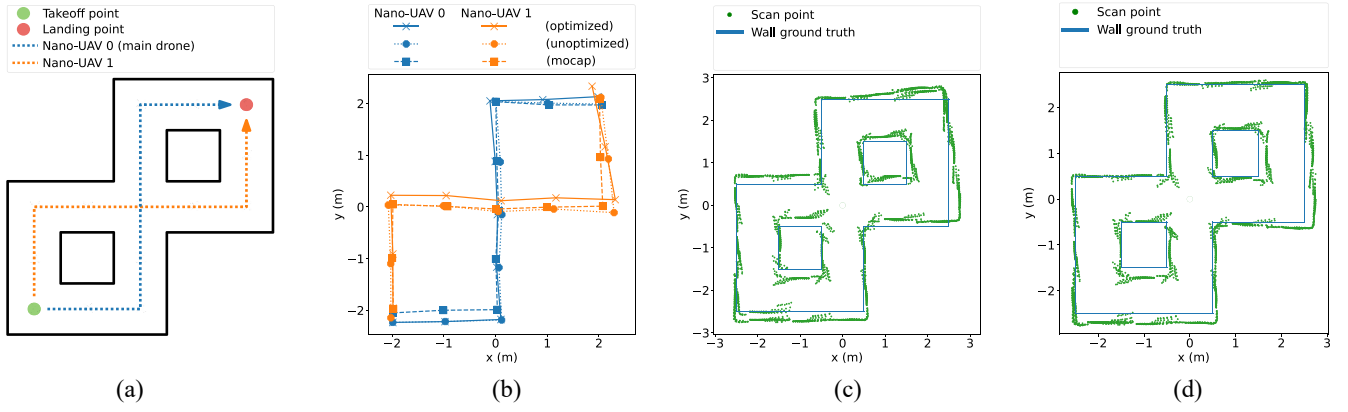 Takeoff point
Landing point
Nano-UAV 0 (main drone)
Nano-UAV 1
(a)
Nano-UAV 0 Nano-UAV 1
(optimized)
(unoptimized)
(mocap)
y (m)
2
1
0
−1
−2
−2 −1 0 1 2
x (m)
(b)
Scan point
Wall ground truth
y (m)
3
2
1
0
−1
−2
−3
−3 −2 −1 0 1 2 3
x (m)
(c)
Scan point
Wall ground truth
y (m)
2
1
0
−1
−2
−2 −1 0 1 2 3
x (m)
(d)